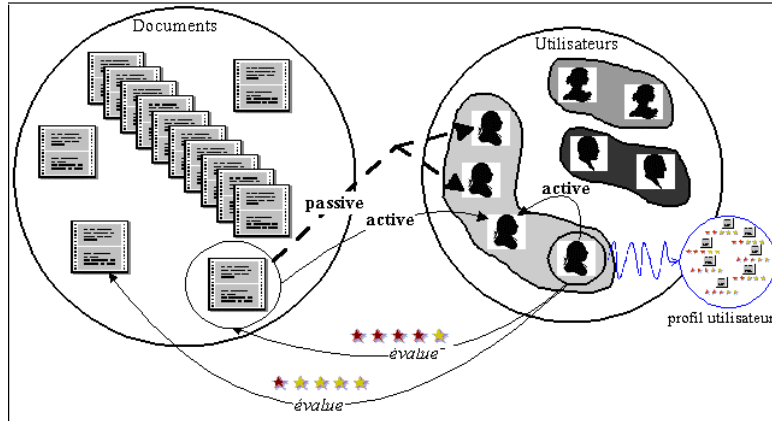 Documents
Utilisateurs
passive
active
active
profil utilisateur
évalue
évalue